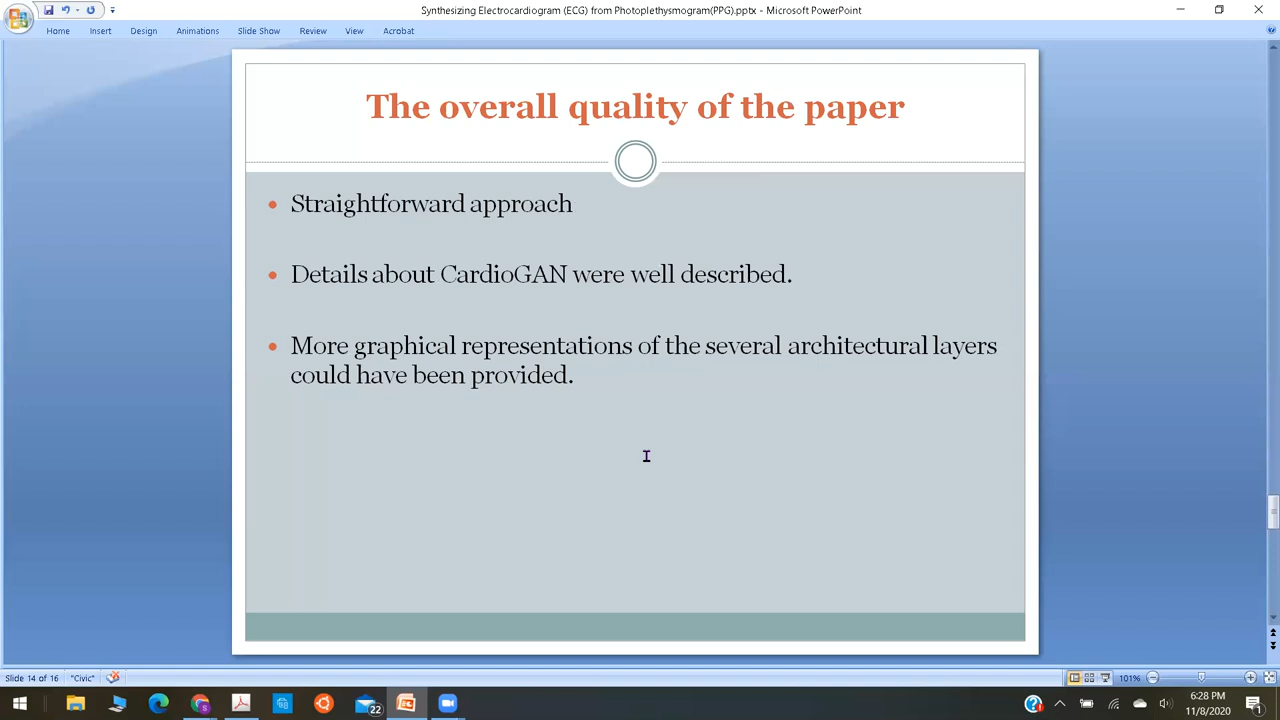 Synthesizing Electrocardiogram (ECG) from Photoplethysmogram(PPG).pptx - Microsoft PowerPoint
Home Insert Design Animations Slide Show Review View Acrobat
The overall quality of the paper
Straightforward approach
Details about CardioGAN were well described.
More graphical representations of the several architectural layers
could have been provided.
Slide 14 of 16 "Civic" 101%
22
6:28 PM
11/8/2020
1